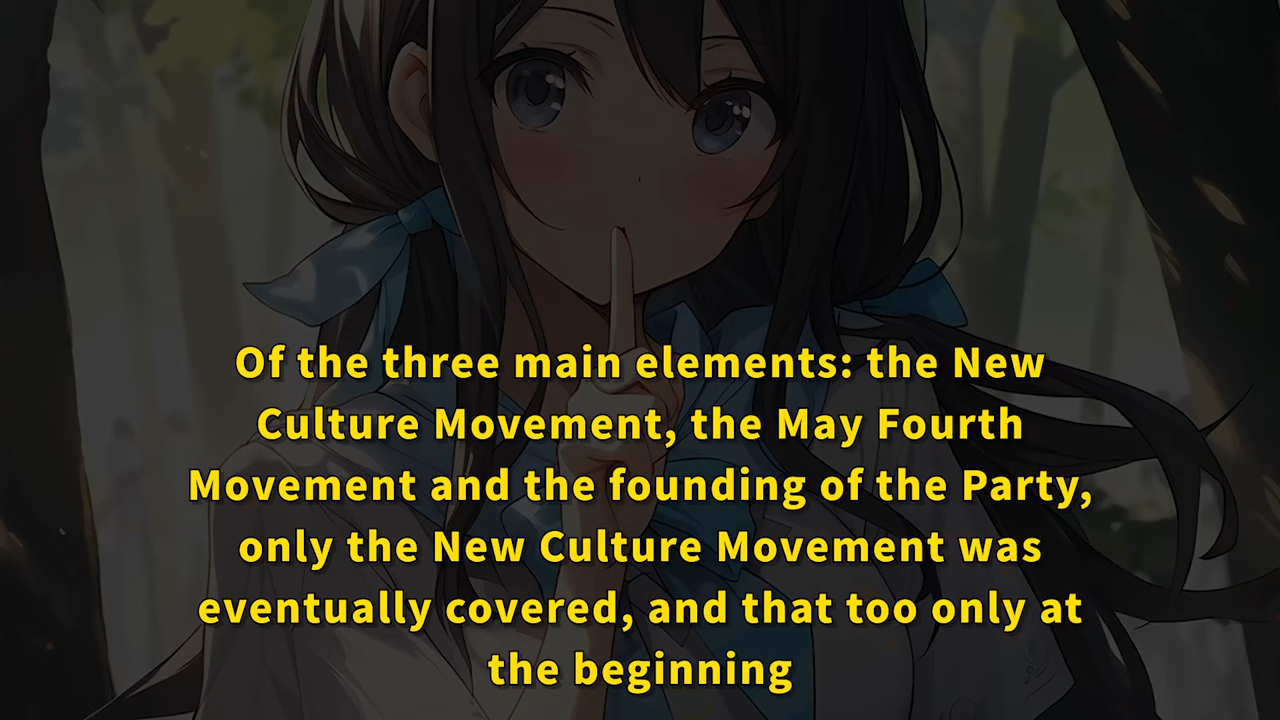 Of the three main elements: the New
Culture Movement, the May Fourth
Movement and the founding of the Party,
only the New Culture Movement was
eventually covered, and that too only at
the beginning